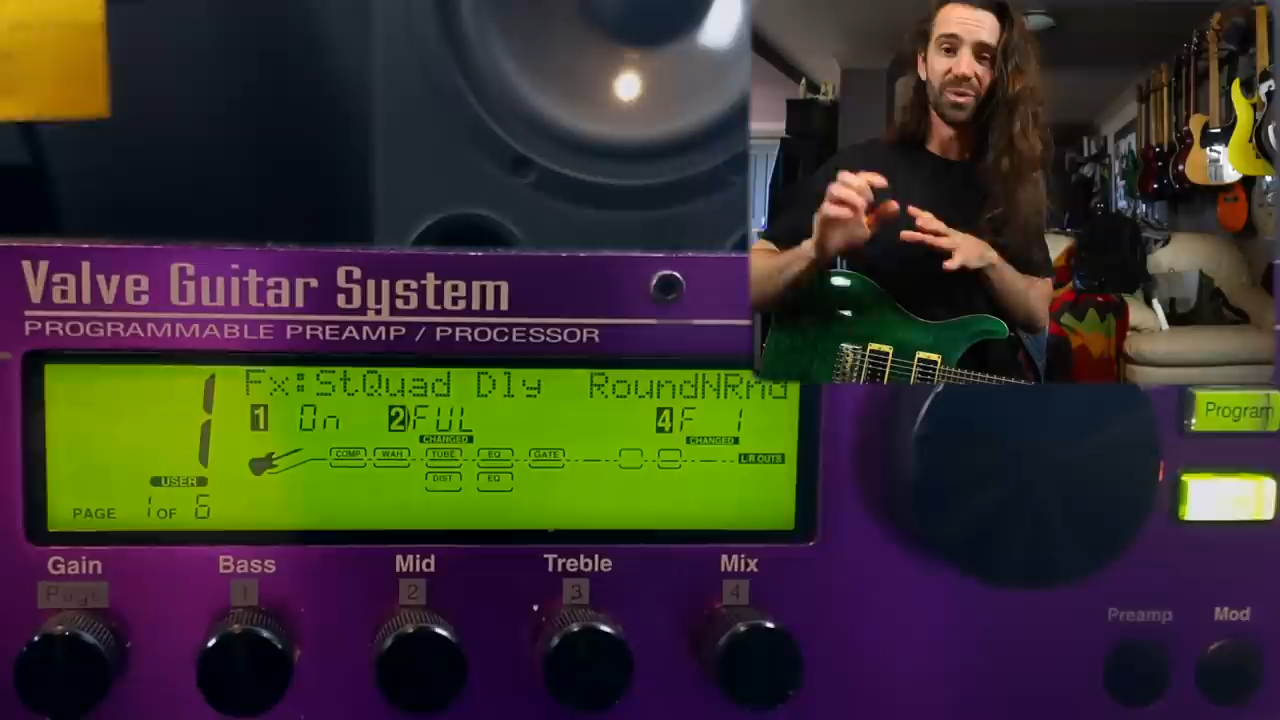 Valve Guitar System
PROGRAMMABLE PREAMP / PROCESSOR
Fx:StQuad Dly RoundNRnd
1 1 On 2 FUL 4 F 1
CHANGED CHANGED
COMP WAH TUBE EQ GATE L/R OUTS
USER DIST EQ
PAGE 1 OF 6
Program
Gain Bass Mid Treble Mix
Page 1 2 3 4
Preamp Mod